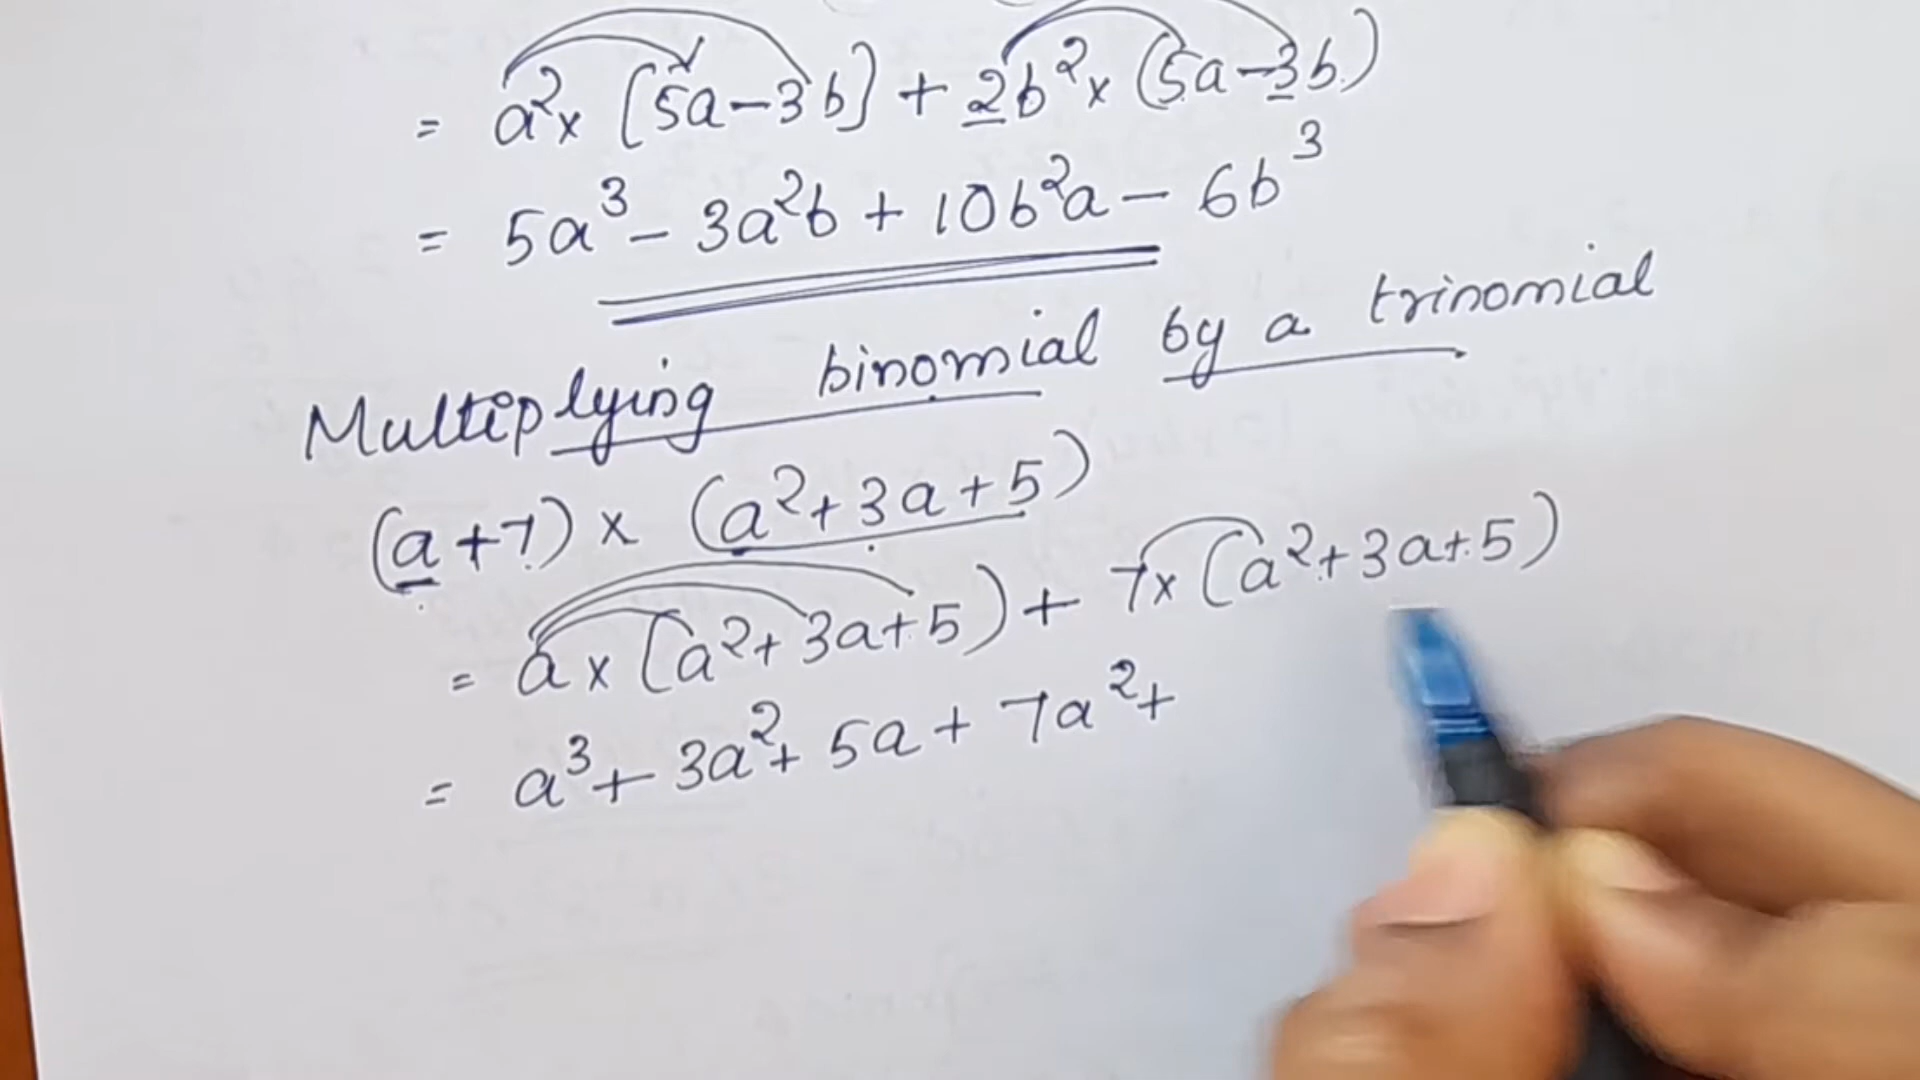 = a²x [5a-3b] + 2b²x (5a-3b)
= 5a³ - 3a²b + 10b²a - 6b³
Multiplying binomial by a trinomial
(a+7) x (a²+3a+5)
= a x (a²+3a+5) + 7x (a²+3a+5)
= a³+ 3a²+ 5a + 7a²+